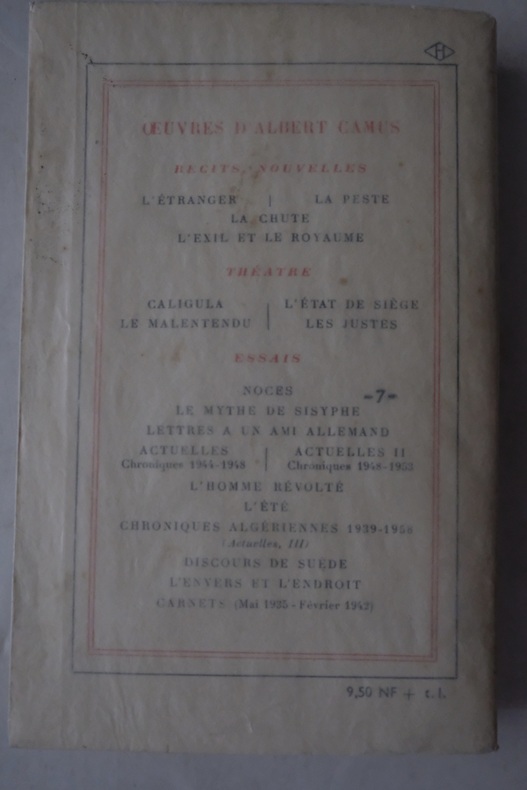 ŒUVRES D'ALBERT CAMUS
RÉCITS, NOUVELLES
L'ÉTRANGER | LA PESTE
LA CHUTE
L'EXIL ET LE ROYAUME
THÉATRE
CALIGULA | L'ÉTAT DE SIÈGE
LE MALENTENDU | LES JUSTES
ESSAIS
NOCES
-7-
LE MYTHE DE SISYPHE
LETTRES A UN AMI ALLEMAND
ACTUELLES | ACTUELLES II
Chroniques 1944-1948 | Chroniques 1948-1953
L'HOMME RÉVOLTÉ
L'ÉTÉ
CHRONIQUES ALGÉRIENNES 1939-1958
(Actuelles, III)
DISCOURS DE SUÈDE
L'ENVERS ET L'ENDROIT
CARNETS (Mai 1935 - Février 1942)
9,50 NF + t. l.